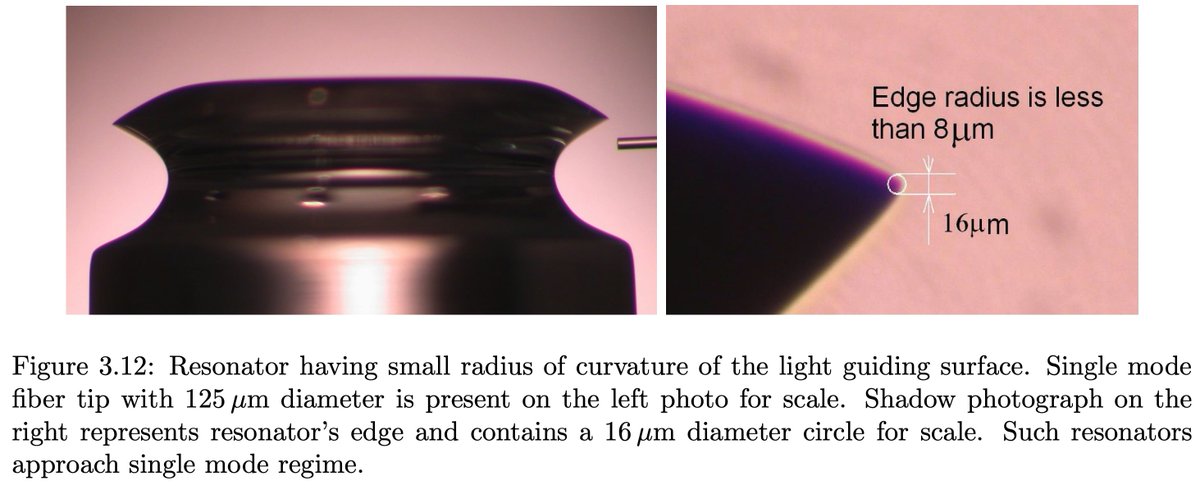 Edge radius is less
than 8μm
16μm
Figure 3.12: Resonator having small radius of curvature of the light guiding surface. Single mode
fiber tip with 125 μm diameter is present on the left photo for scale. Shadow photograph on the
right represents resonator's edge and contains a 16 μm diameter circle for scale. Such resonators
approach single mode regime.